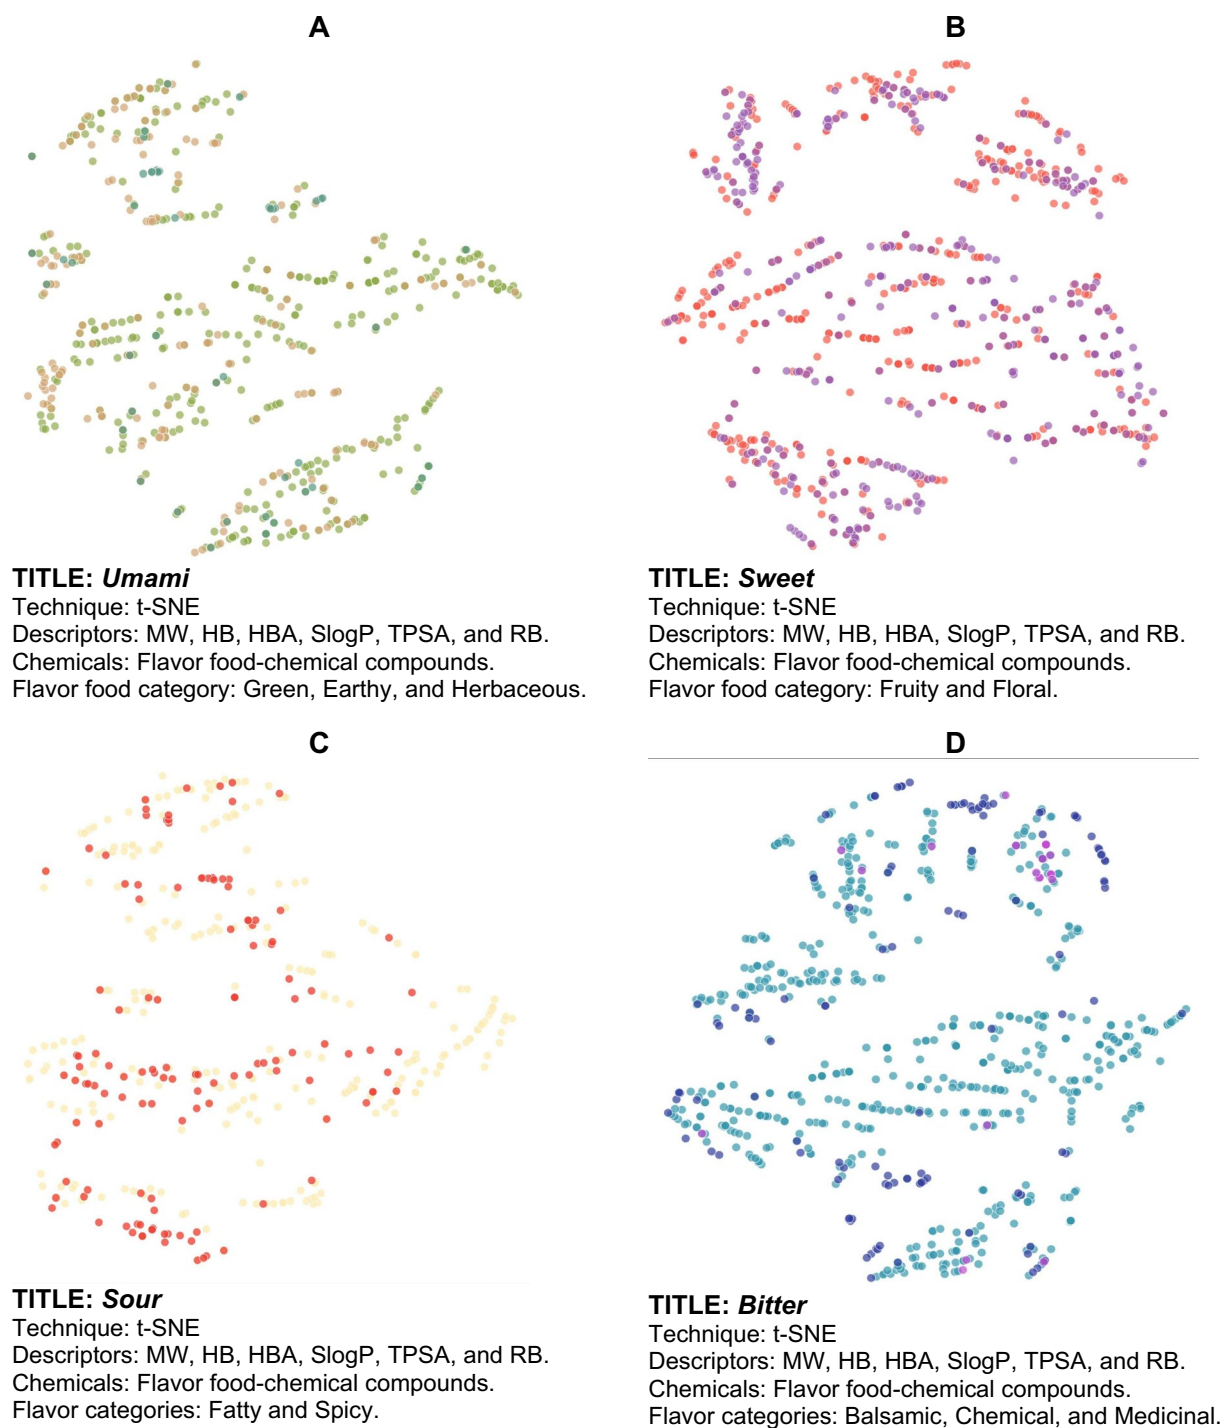 A
TITLE: Umami
Technique: t-SNE
Descriptors: MW, HB, HBA, SlogP, TPSA, and RB.
Chemicals: Flavor food-chemical compounds.
Flavor food category: Green, Earthy, and Herbaceous.
B
TITLE: Sweet
Technique: t-SNE
Descriptors: MW, HB, HBA, SlogP, TPSA, and RB.
Chemicals: Flavor food-chemical compounds.
Flavor food category: Fruity and Floral.
C
TITLE: Sour
Technique: t-SNE
Descriptors: MW, HB, HBA, SlogP, TPSA, and RB.
Chemicals: Flavor food-chemical compounds.
Flavor categories: Fatty and Spicy.
D
TITLE: Bitter
Technique: t-SNE
Descriptors: MW, HB, HBA, SlogP, TPSA, and RB.
Chemicals: Flavor food-chemical compounds.
Flavor categories: Balsamic, Chemical, and Medicinal.